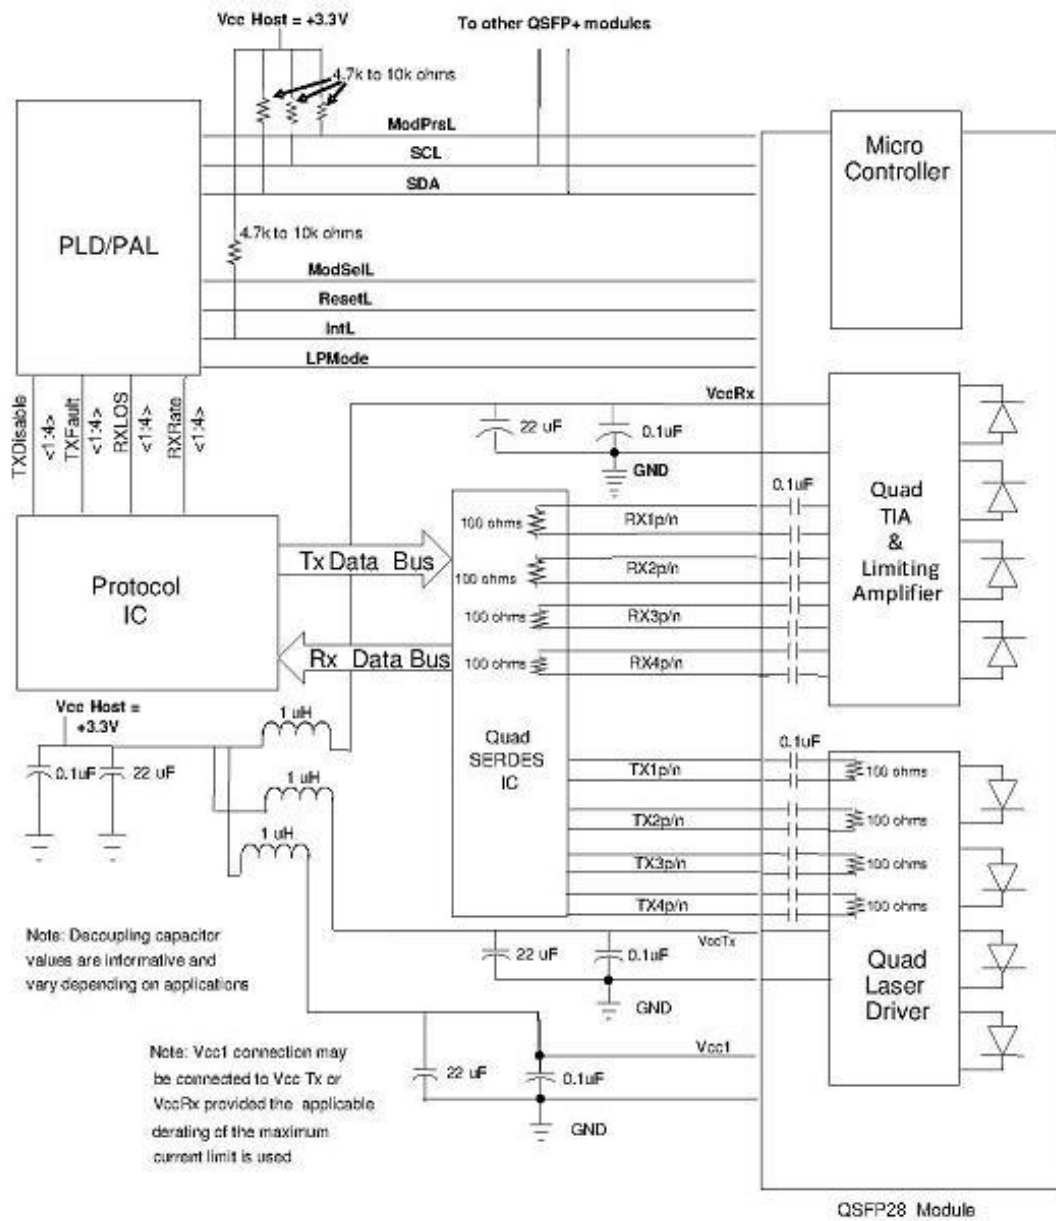 Vcc Host = +3.3V
To other QSFP+ modules
4.7k to 10k ohms
ModPrsL
SCL
SDA
Micro
Controller
PLD/PAL
4.7k to 10k ohms
ModSelL
ResetL
IntL
LPMode
TXDisable
<1:4>
TXFault
<1:4>
RXLOS
<1:4>
RXRate
<1:4>
VccRx
22 uF
0.1uF
GND
0.1uF
Quad
TIA
&
Limiting
Amplifier
100 ohms
RX1p/n
100 ohms
RX2p/n
100 ohms
RX3p/n
100 ohms
RX4p/n
Tx Data Bus
Protocol
IC
Rx Data Bus
Vcc Host =
+3.3V
0.1uF
22 uF
1 uH
1 uH
1 uH
Quad
SERDES
IC
0.1uF
TX1p/n
100 ohms
TX2p/n
100 ohms
TX3p/n
100 ohms
TX4p/n
100 ohms
Note: Decoupling capacitor
values are informative and
vary depending on applications
VccTx
22 uF
0.1uF
GND
Quad
Laser
Driver
Note: Vcc1 connection may
be connected to Vcc Tx or
VccRx provided the applicable
derating of the maximum
current limit is used
Vcc1
22 uF
0.1uF
GND
QSFP28 Module